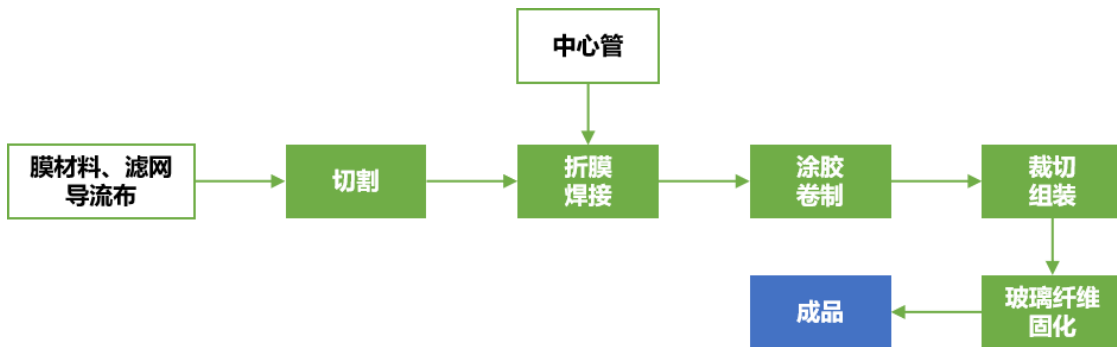 中心管
膜材料、滤网
导流布
切割
折膜
焊接
涂胶
卷制
裁切
组装
玻璃纤维
固化
成品